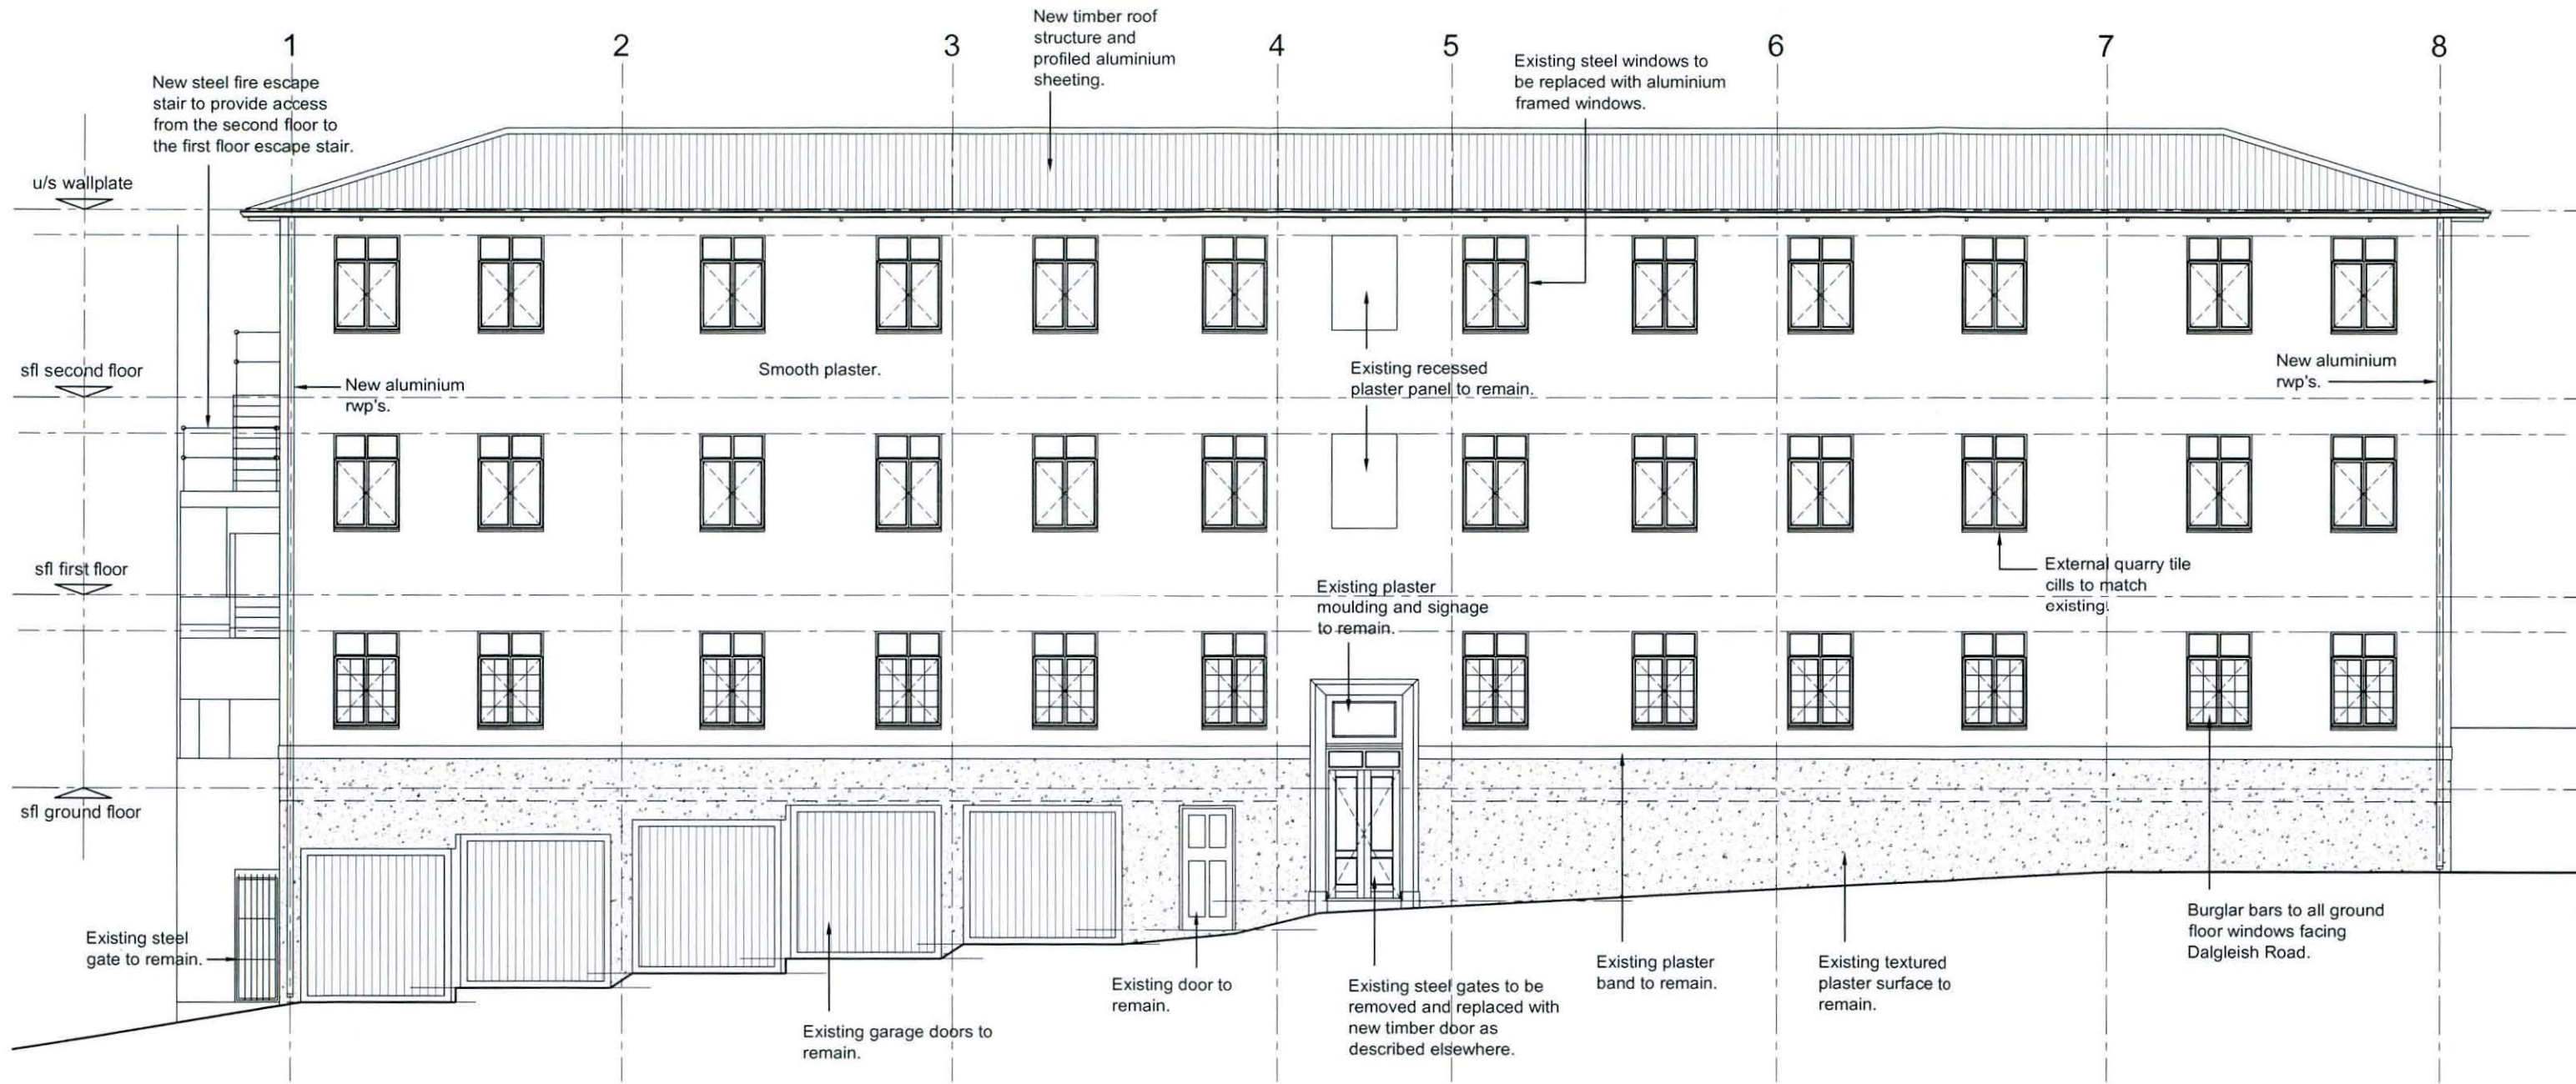 1
2
3
4
5
6
7
8
New timber roof
structure and
profiled aluminium
sheeting.
Existing steel windows to
be replaced with aluminium
framed windows.
New steel fire escape
stair to provide access
from the second floor to
the first floor escape stair.
u/s wallplate
sfl second floor
New aluminium
rwp's.
Smooth plaster.
Existing recessed
plaster panel to remain.
New aluminium
rwp's.
sfl first floor
Existing plaster
moulding and signage
to remain.
External quarry tile
cills to match
existing.
sfl ground floor
Existing steel
gate to remain.
Existing garage doors to
remain.
Existing door to
remain.
Existing steel gates to be
removed and replaced with
new timber door as
described elsewhere.
Existing plaster
band to remain.
Existing textured
plaster surface to
remain.
Burglar bars to all ground
floor windows facing
Dalgleish Road.